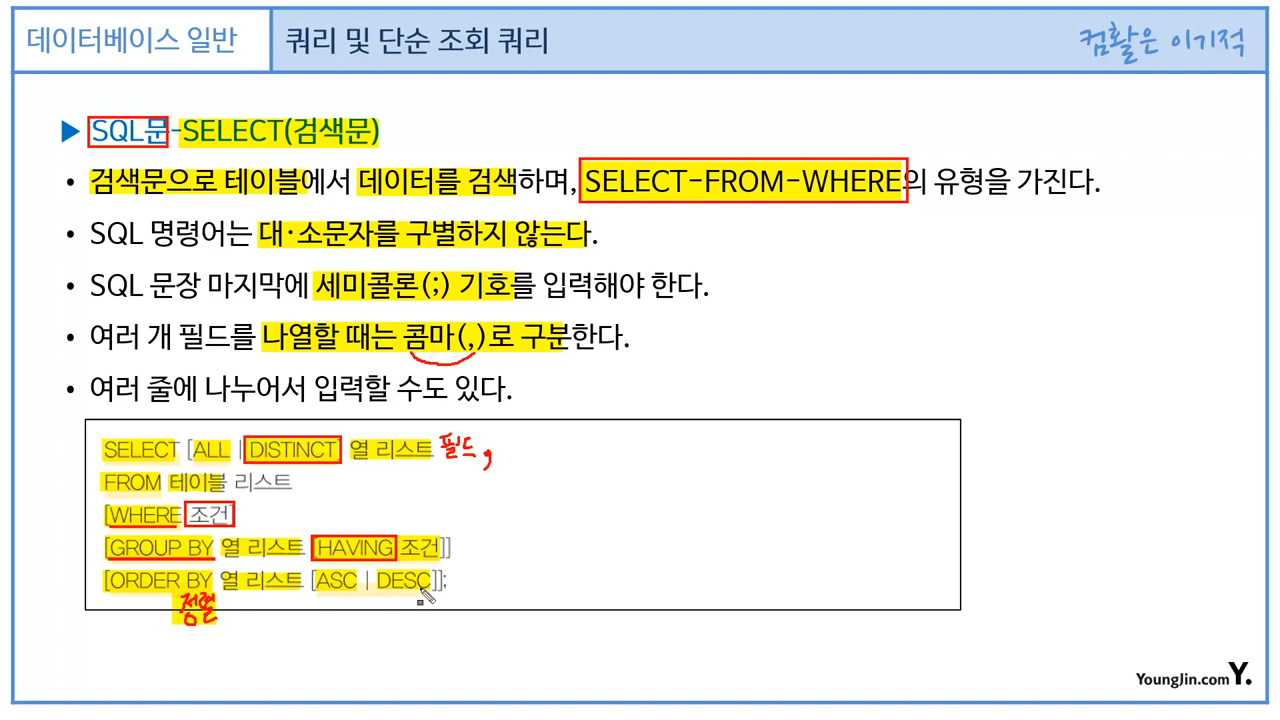 데이터베이스 일반
쿼리 및 단순 조회 쿼리
컴활은 이기적
▶ SQL문-SELECT(검색문)
• 검색문으로 테이블에서 데이터를 검색하며, SELECT-FROM-WHERE의 유형을 가진다.
• SQL 명령어는 대·소문자를 구별하지 않는다.
• SQL 문장 마지막에 세미콜론(;) 기호를 입력해야 한다.
• 여러 개 필드를 나열할 때는 콤마(,)로 구분한다.
• 여러 줄에 나누어서 입력할 수도 있다.
SELECT [ALL | DISTINCT] 열 리스트 필드,
FROM 테이블 리스트
[WHERE 조건]
[GROUP BY 열 리스트 [HAVING 조건]]
[ORDER BY 열 리스트 [ASC | DESC]];
정렬
YoungJin.com Y.